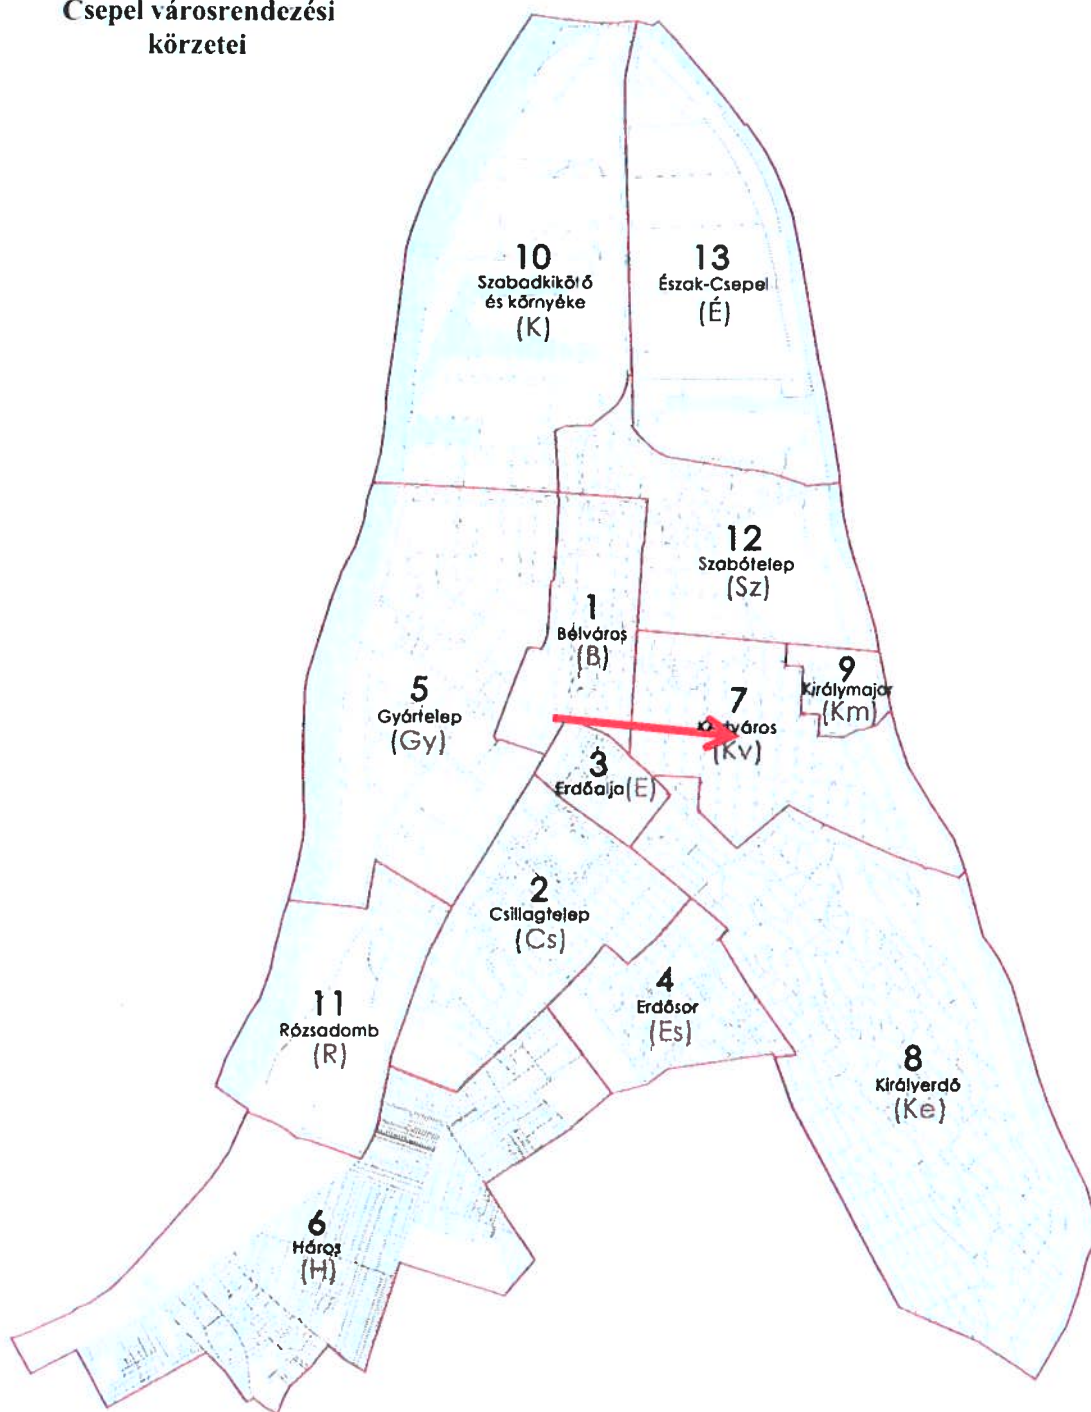 Csepel városrendezési
körzetei
10
Szabadkikötő
és környéke
(K)
13
Észak-Csepel
(É)
12
Szabótelep
(Sz)
1
Belváros
(B)
9
Királymajor
(Km)
5
Gyártelep
(Gy)
7
(Kv)
3
Erdőalja (E)
2
Csillagtelep
(Cs)
4
Erdősor
(Es)
11
Rózsadomb
(R)
8
Királyerdő
(Ke)
6
Háros
(H)